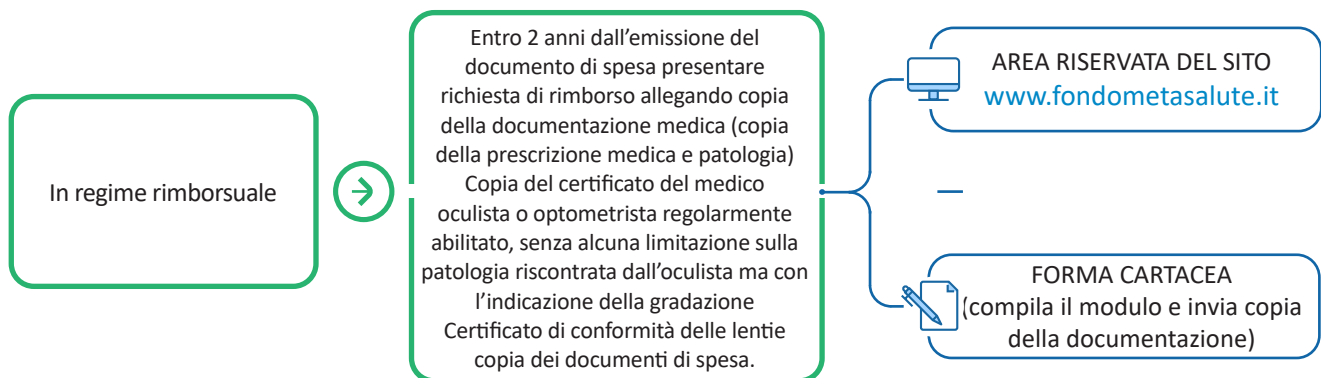 In regime rimborsuale
Entro 2 anni dall’emissione del
documento di spesa presentare
richiesta di rimborso allegando copia
della documentazione medica (copia
della prescrizione medica e patologia)
Copia del certificato del medico
oculista o optometrista regolarmente
abilitato, senza alcuna limitazione sulla
patologia riscontrata dall’oculista ma con
l’indicazione della gradazione
Certificato di conformità delle lentie
copia dei documenti di spesa.
AREA RISERVATA DEL SITO
www.fondometasalute.it
FORMA CARTACEA
(compila il modulo e invia copia
della documentazione)